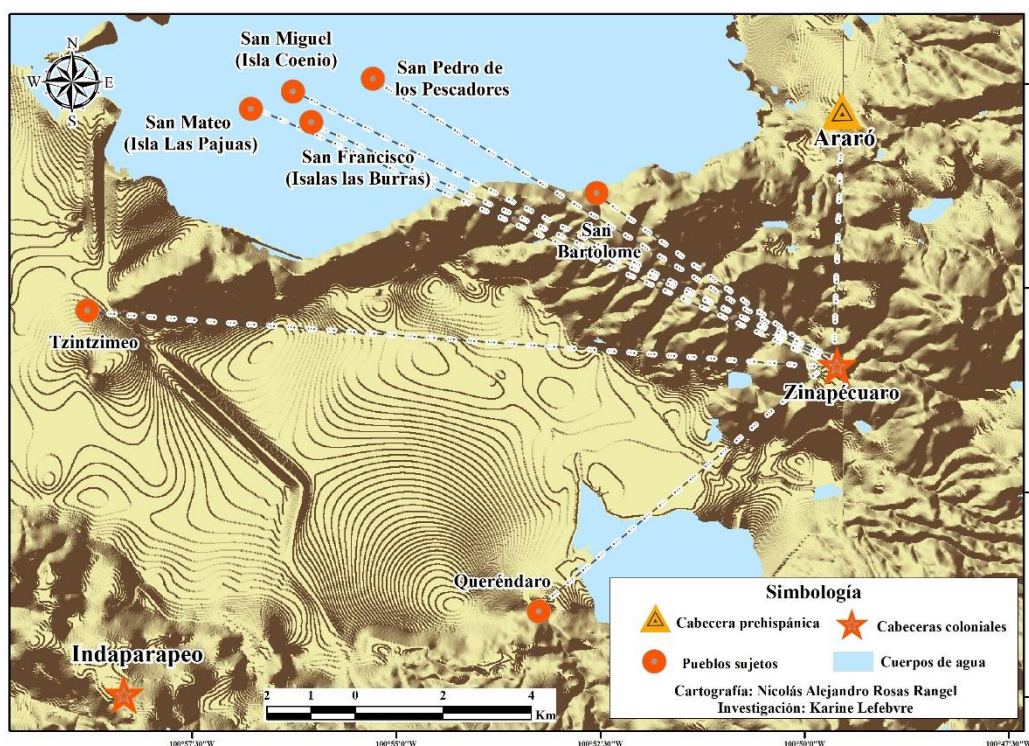 N
W E
S
San Miguel
(Isla Coenio)
San Pedro de
los Pescadores
San Mateo
(Isla Las Pajuas)
San Francisco
(Isalas las Burras)
Araró
San
Bartolome
Tzintzimeo
Zinapécuaro
Queréndaro
Indaparapeo
Simbología
Cabecera prehispánica
Cabeceras coloniales
Pueblos sujetos
Cuerpos de agua
Cartografía: Nicolás Alejandro Rosas Rangel
Investigación: Karine Lefebvre
2 1 0 2 4
Km
100°57'30"W 100°55'0"W 100°52'30"W 100°50'0"W 100°47'30"W